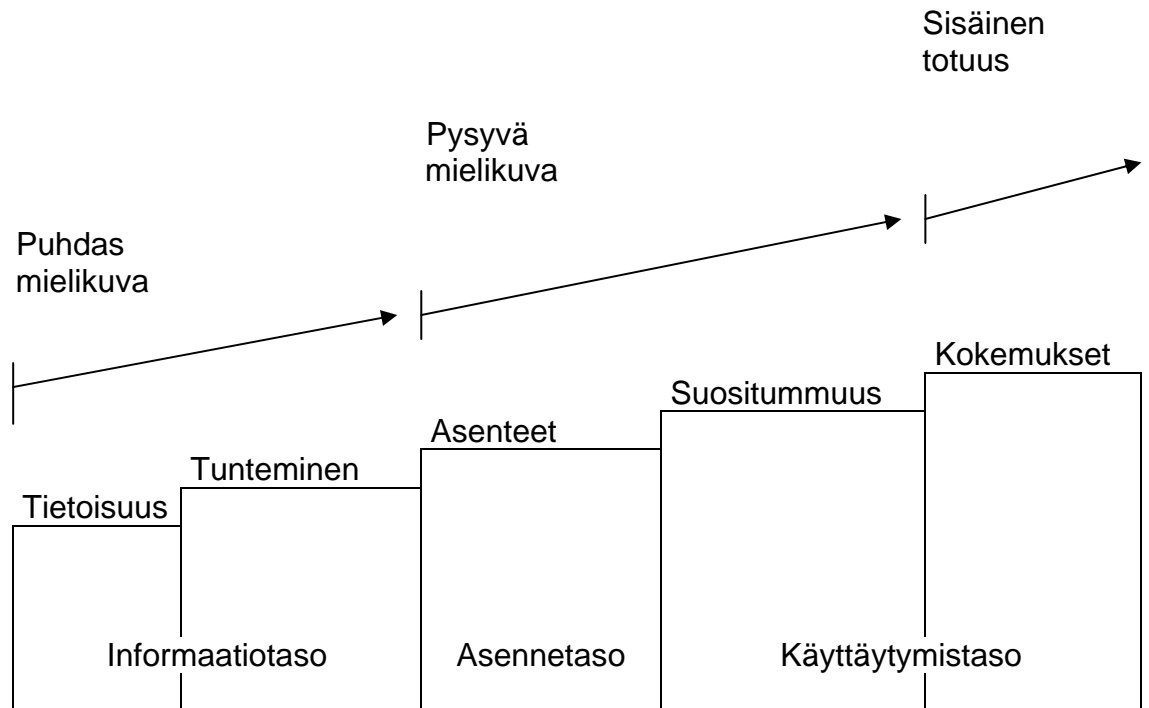 Sisäinen
totuus
Pysyvä
mielikuva
Puhdas
mielikuva
Kokemukset
Suositummuus
Asenteet
Tunteminen
Tietoisuus
Informaatiotaso Asennetaso Käyttäytymistaso